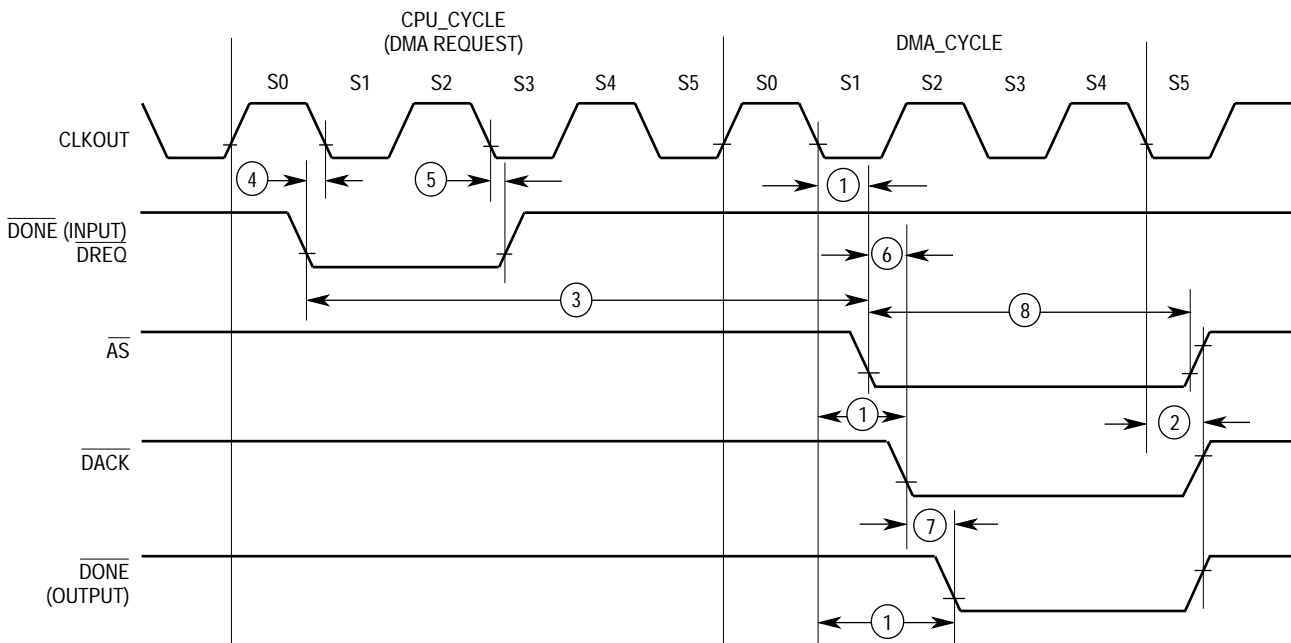 CPU_CYCLE
(DMA REQUEST)
DMA_CYCLE
S0 S1 S2 S3 S4 S5 S0 S1 S2 S3 S4 S5
CLKOUT
4 5 1
DONE (INPUT)
DREQ
6
3 8
AS
1 2
DACK
7
DONE
(OUTPUT)
1